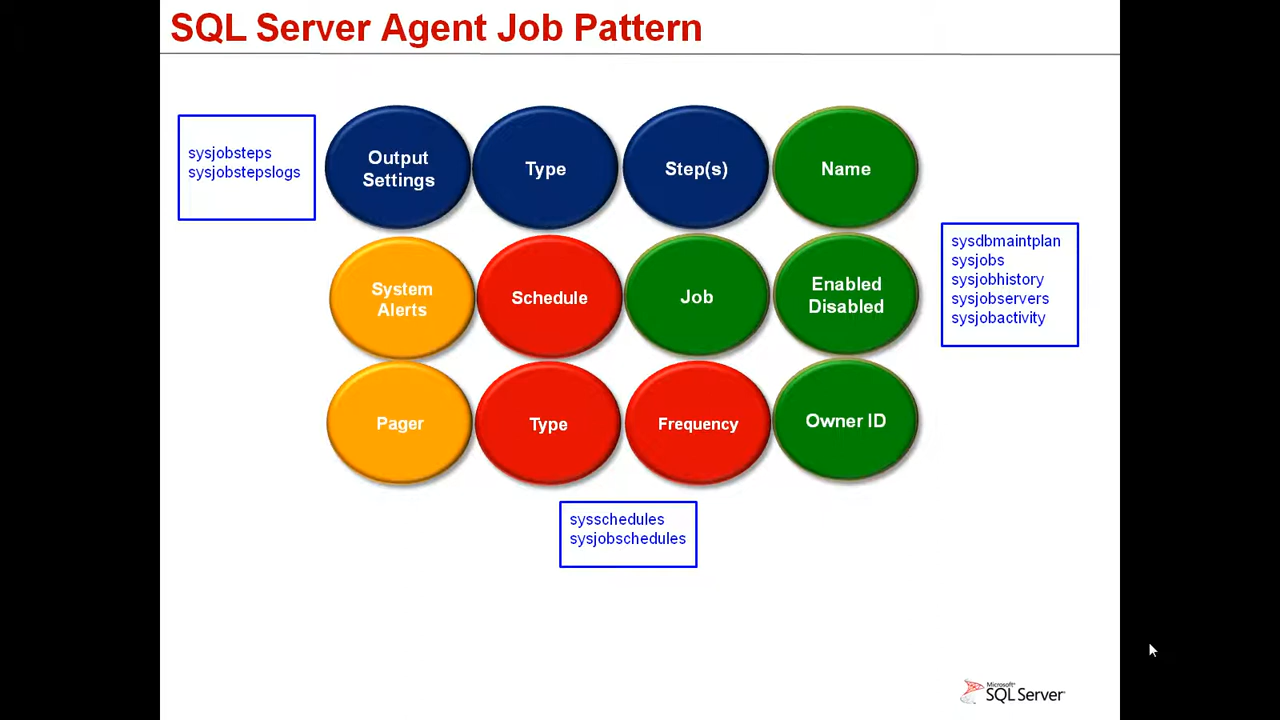 SQL Server Agent Job Pattern
sysjobsteps
sysjobstepslogs
Output
Settings
Type
Step(s)
Name
System
Alerts
Schedule
Job
Enabled
Disabled
sysdbmaintplan
sysjobs
sysjobhistory
sysjobservers
sysjobactivity
Pager
Type
Frequency
Owner ID
sysschedules
sysjobschedules
Microsoft®
SQL Server